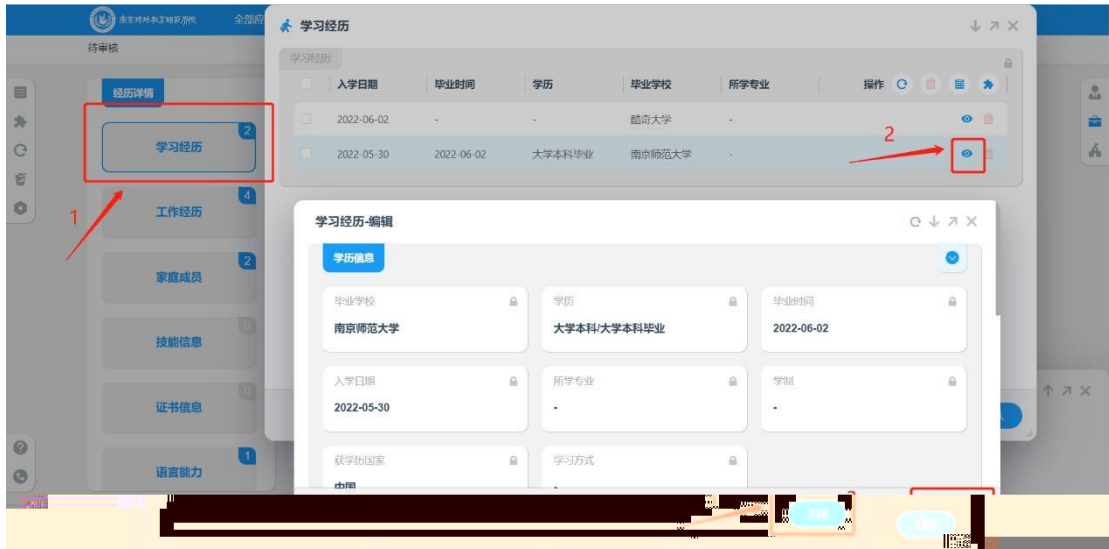 全部应
待审核
经历详情
学习经历
2
工作经历
4
家庭成员
2
技能信息
0
证书信息
0
语言能力
1
1
学习经历
学习经历
入学日期 毕业时间 学历 毕业学校 所学专业 操作
2022-06-02 - - 酷奇大学 -
2022-05-30 2022-06-02 大学本科毕业 南京师范大学 -
2
学习经历-编辑
学历信息
毕业学校 学历 毕业时间
南京师范大学 大学本科/大学本科毕业 2022-06-02
入学日期 所学专业 学制
2022-05-30 - -
获学历国家 学习方式
中国 -